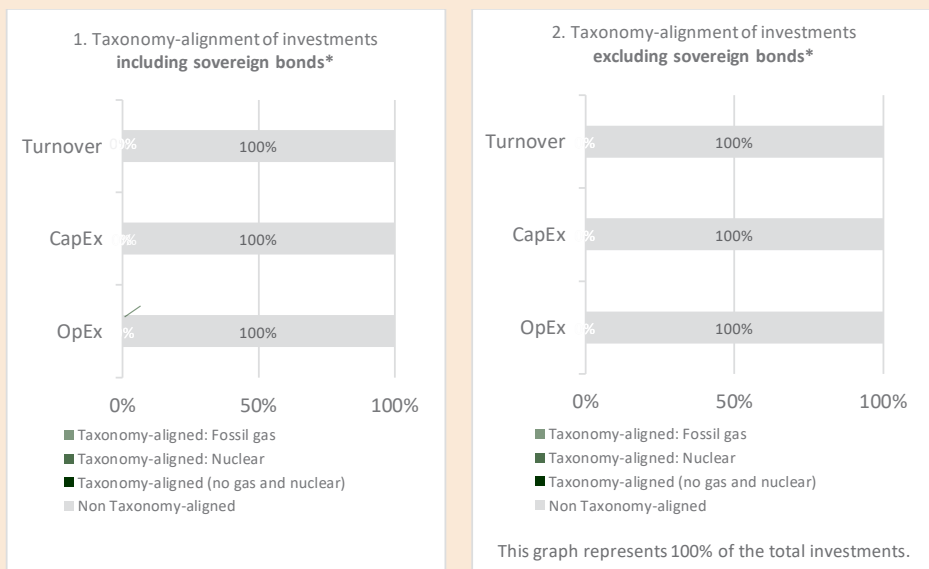 1. Taxonomy-alignment of investments
including sovereign bonds*
Turnover
100%
CapEx
100%
OpEx
100%
0% 50% 100%
Taxonomy-aligned: Fossil gas
Taxonomy-aligned: Nuclear
Taxonomy-aligned (no gas and nuclear)
Non Taxonomy-aligned
2. Taxonomy-alignment of investments
excluding sovereign bonds*
Turnover
100%
CapEx
100%
OpEx
100%
0% 50% 100%
Taxonomy-aligned: Fossil gas
Taxonomy-aligned: Nuclear
Taxonomy-aligned (no gas and nuclear)
Non Taxonomy-aligned
This graph represents 100% of the total investments.